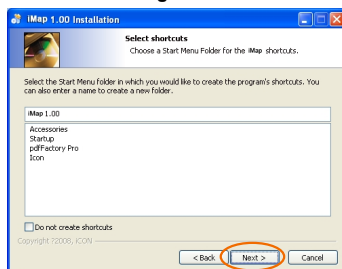 iMap 1.00 Installation
Select shortcuts
Choose a Start Menu Folder for the iMap shortcuts.
Select the Start Menu folder in which you would like to create the program's shortcuts. You
can also enter a name to create a new folder.
iMap 1.00
Accessories
Startup
pdfFactory Pro
Icon
Do not create shortcuts
Copyright ?2008, iCON
< Back
Next >
Cancel